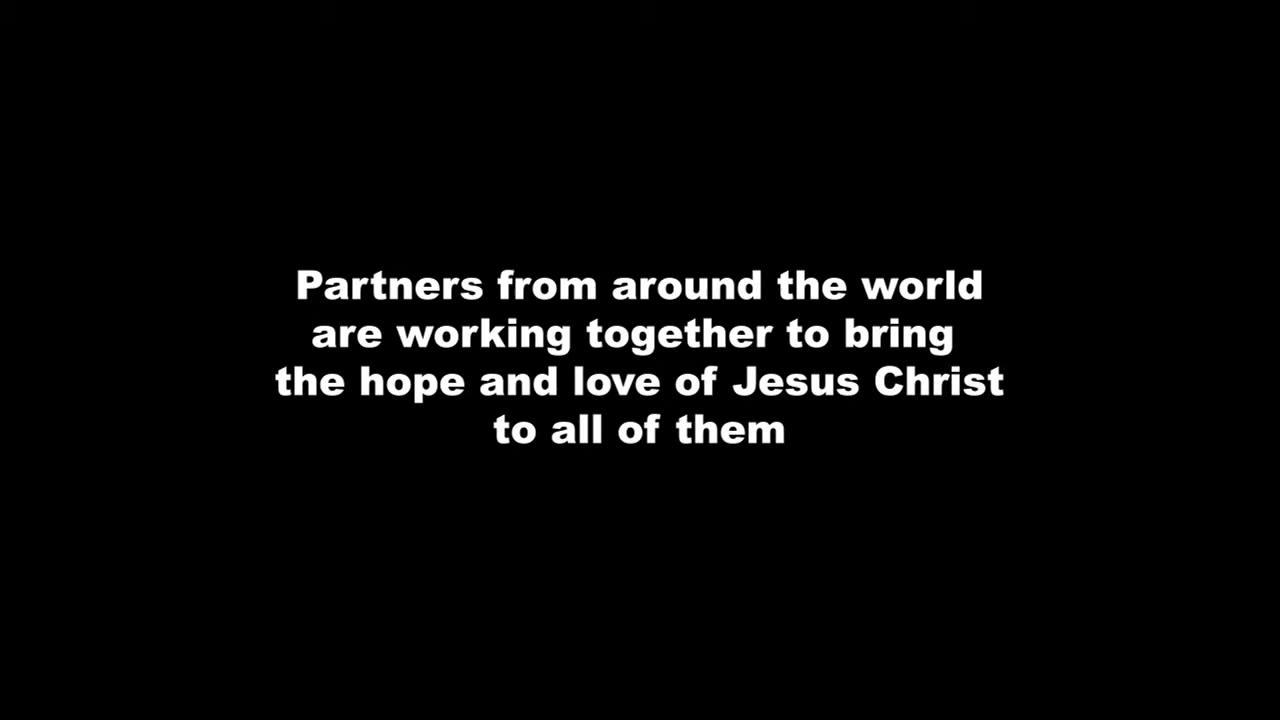 Partners from around the world
are working together to bring
the hope and love of Jesus Christ
to all of them